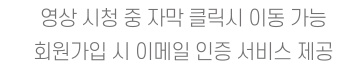 영상 시청 중 자막 클릭시 이동 가능
회원가입 시 이메일 인증 서비스 제공